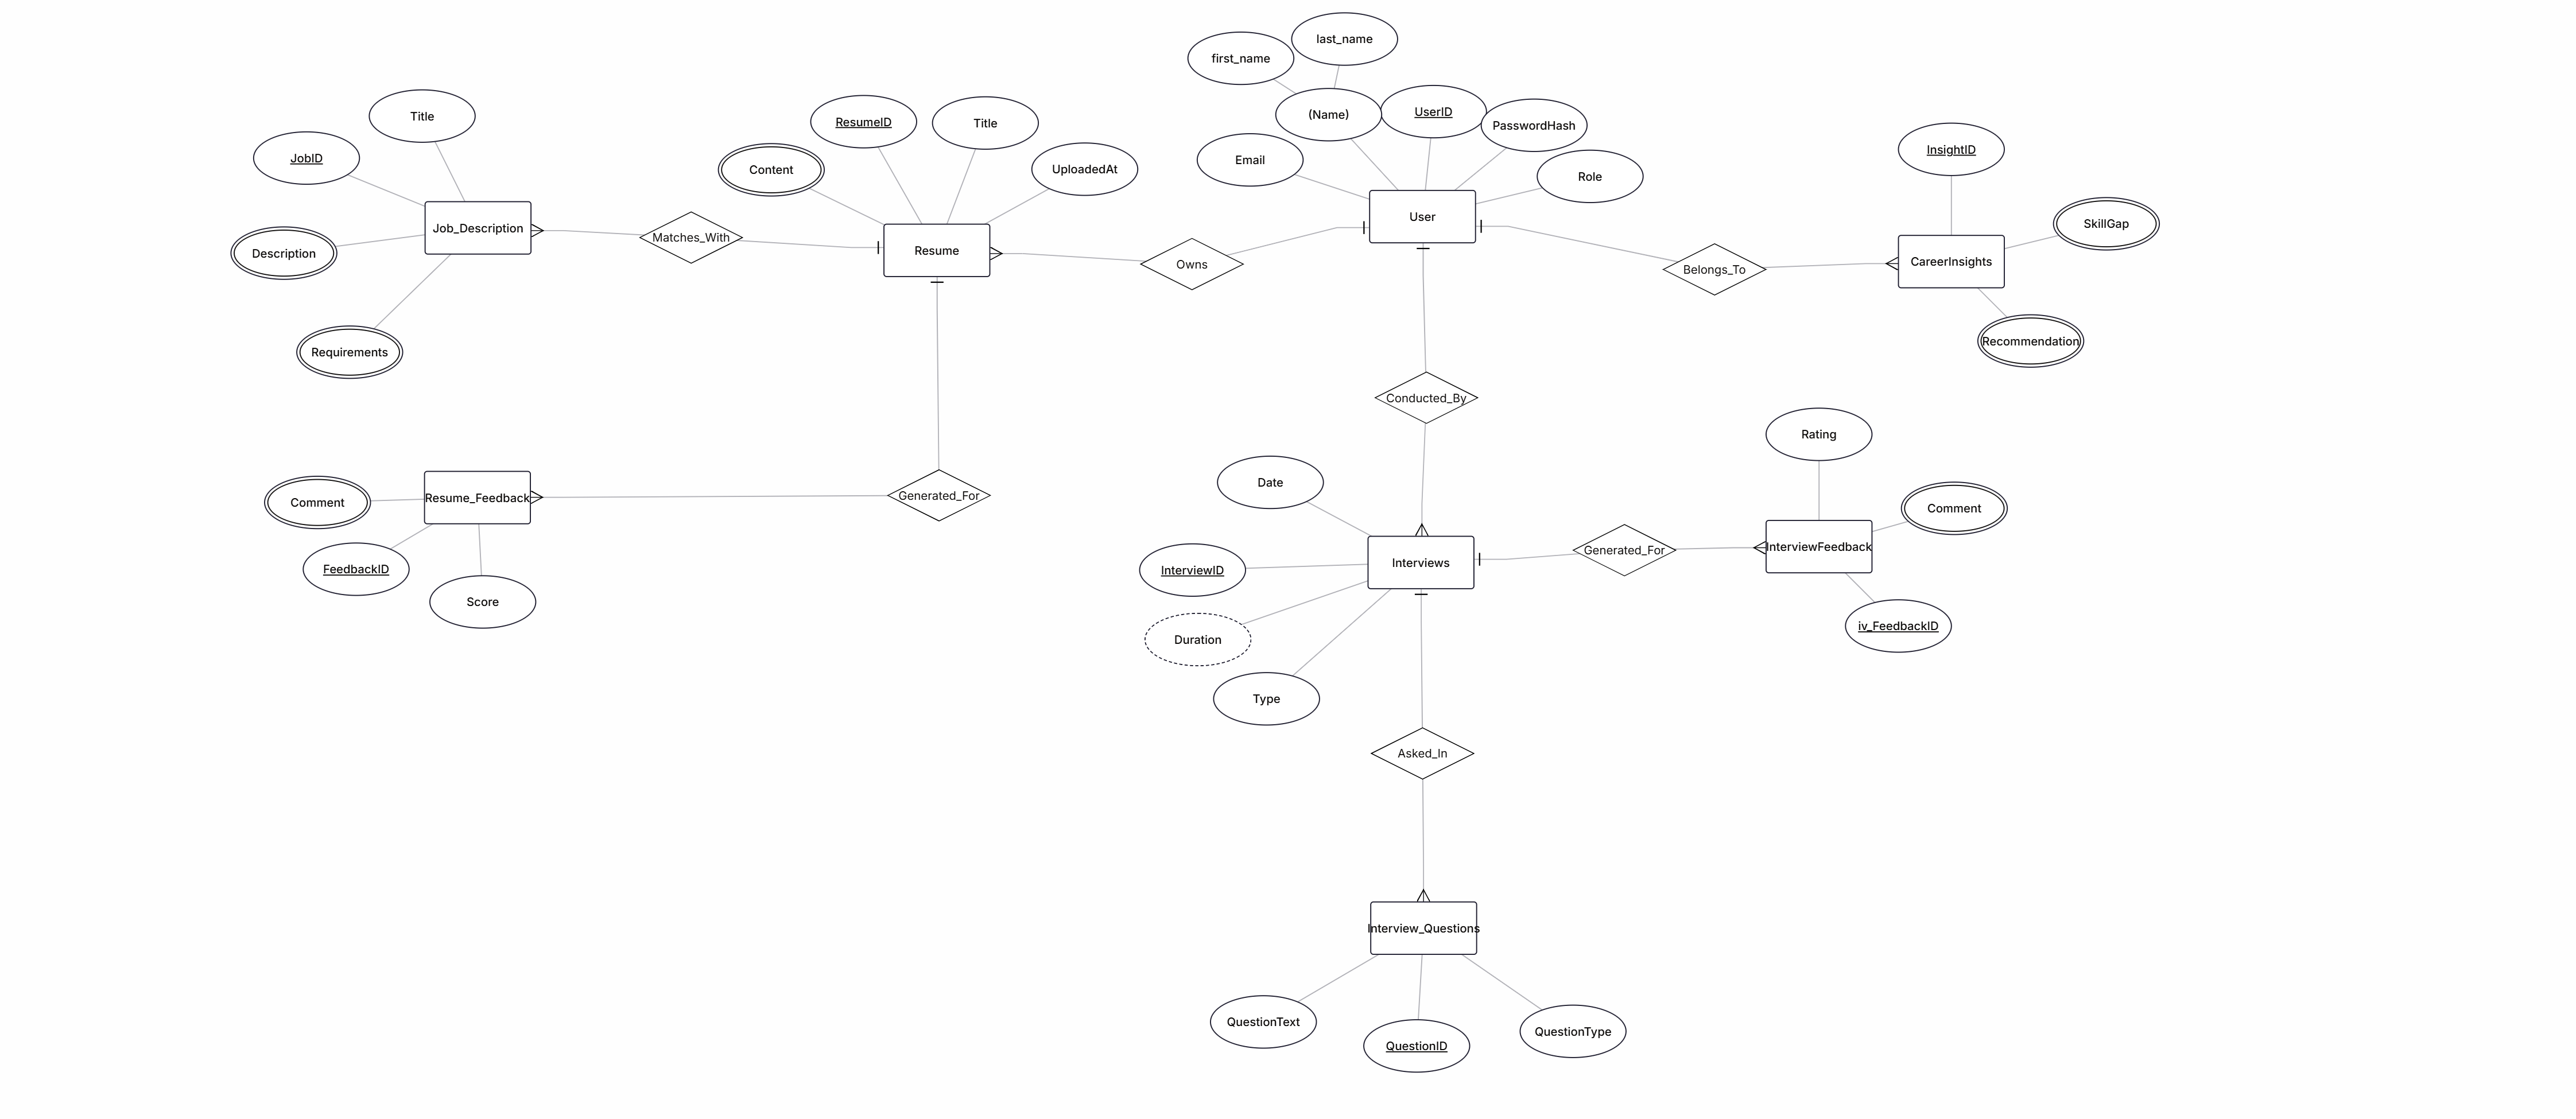 last_name
first_name
(Name)
UserID
PasswordHash
Email
Role
User
Title
JobID
Description
Requirements
Job_Description
Matches_With
ResumeID
Title
Content
UploadedAt
Resume
Owns
Belongs_To
InsightID
SkillGap
CareerInsights
Recommendation
Conducted_By
Comment
Resume_Feedback
FeedbackID
Score
Generated_For
Date
InterviewID
Interviews
Duration
Type
Generated_For
Rating
Comment
InterviewFeedback
iv_FeedbackID
Asked_In
Interview_Questions
QuestionText
QuestionID
QuestionType